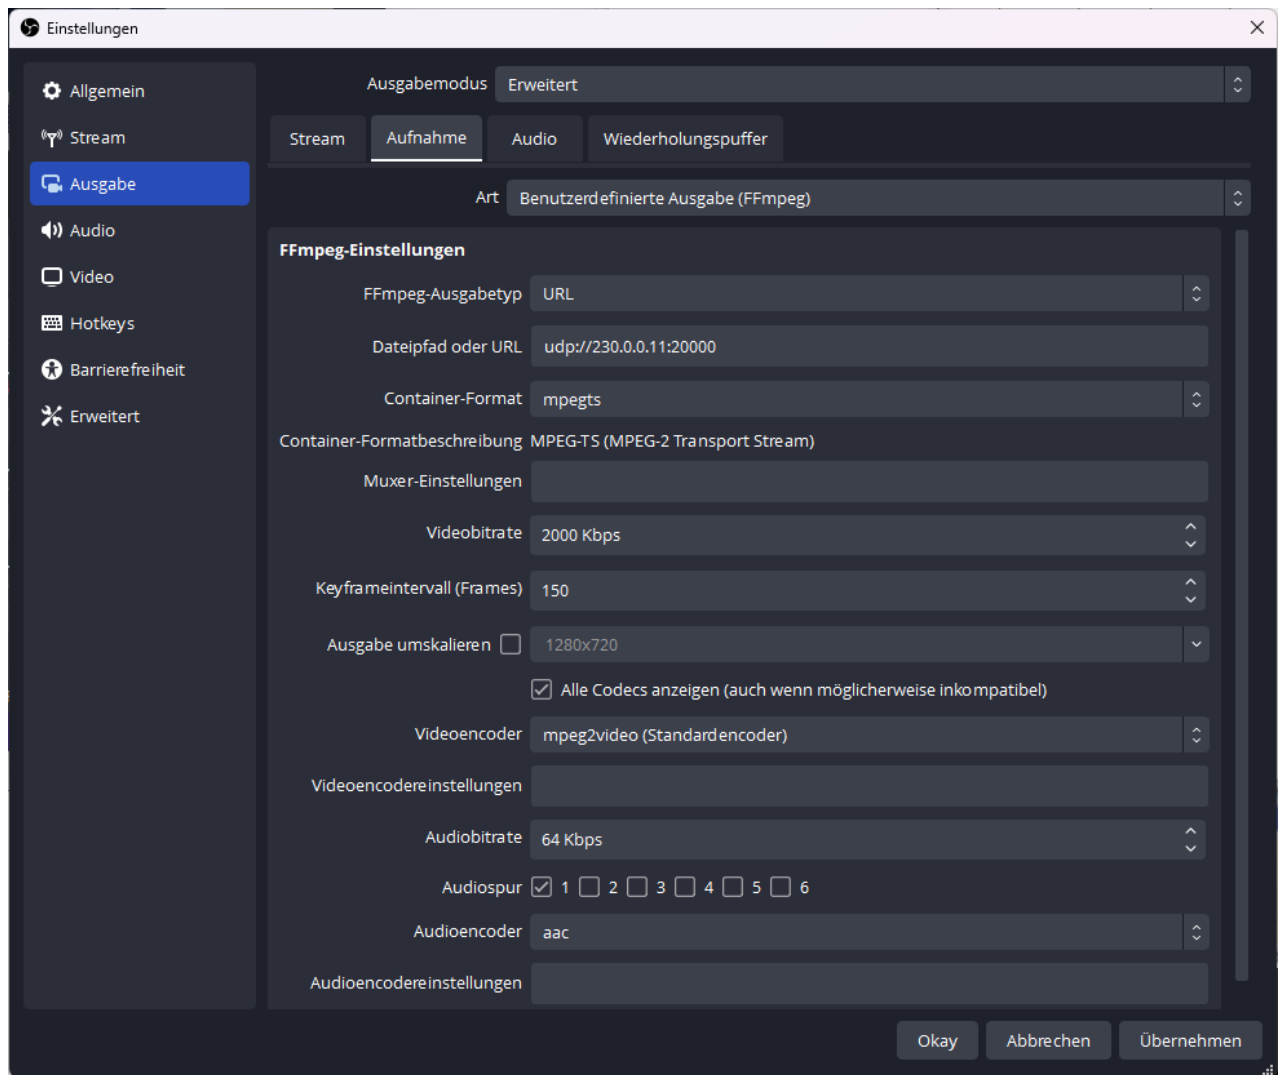 Einstellungen
Allgemein
Stream
Ausgabe
Audio
Video
Hotkeys
Barrierefreiheit
Erweitert
Ausgabemodus Erweitert
Stream Aufnahme Audio Wiederholungspuffer
Art Benutzerdefinierte Ausgabe (FFmpeg)
FFmpeg-Einstellungen
FFmpeg-Ausgabetyp URL
Dateipfad oder URL udp://230.0.0.11:20000
Container-Format mpegts
Container-Formatbeschreibung MPEG-TS (MPEG-2 Transport Stream)
Muxer-Einstellungen
Videobitrate 2000 Kbps
Keyframeintervall (Frames) 150
Ausgabe umskalieren 1280x720
Alle Codecs anzeigen (auch wenn möglicherweise inkompatibel)
Videoencoder mpeg2video (Standardencoder)
Videoencodereinstellungen
Audiobitrate 64 Kbps
Audiospur 1 2 3 4 5 6
Audioencoder aac
Audioencodereinstellungen
Okay Abbrechen Übernehmen